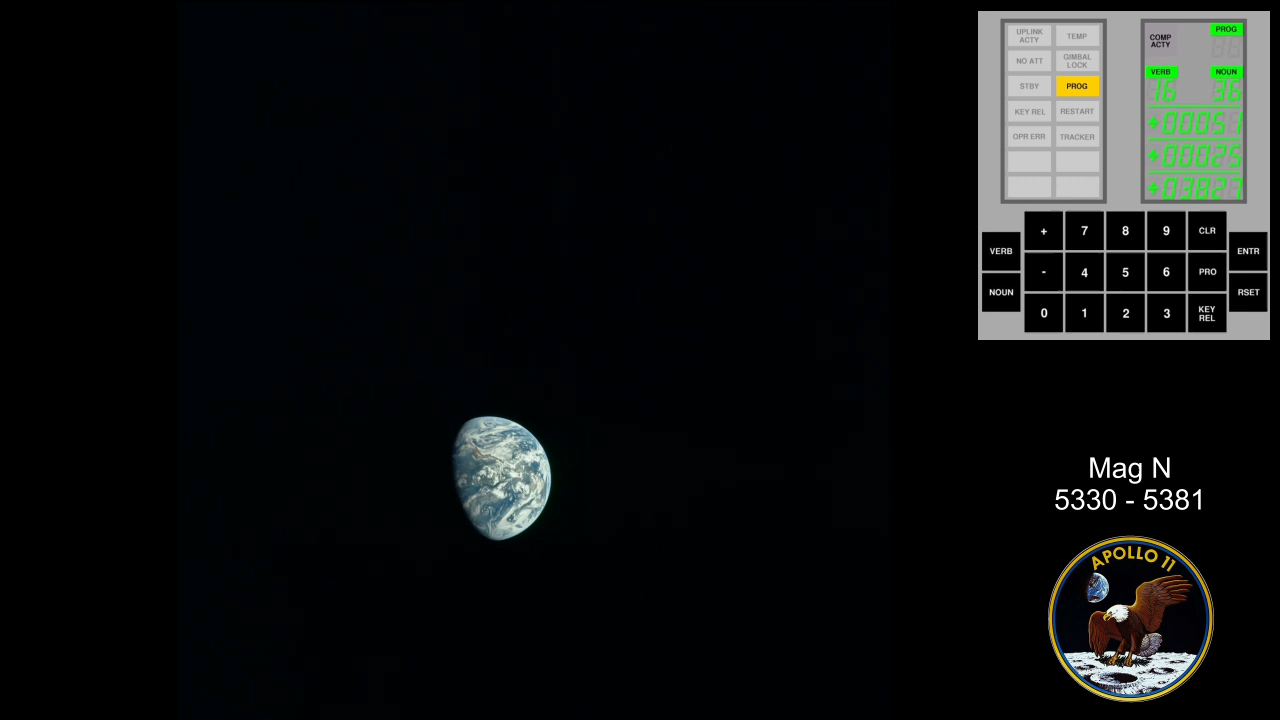 UPLINK
ACTY
TEMP
NO ATT
GIMBAL
LOCK
STBY
PROG
KEY REL
RESTART
OPR ERR
TRACKER
COMP
ACTY
PROG
VERB
NOUN
16
36
+00051
+00025
+03827
VERB
NOUN
+
7
8
9
CLR
-
4
5
6
PRO
0
1
2
3
KEY
REL
ENTR
RSET
Mag N
5330 - 5381
APOLLO 11